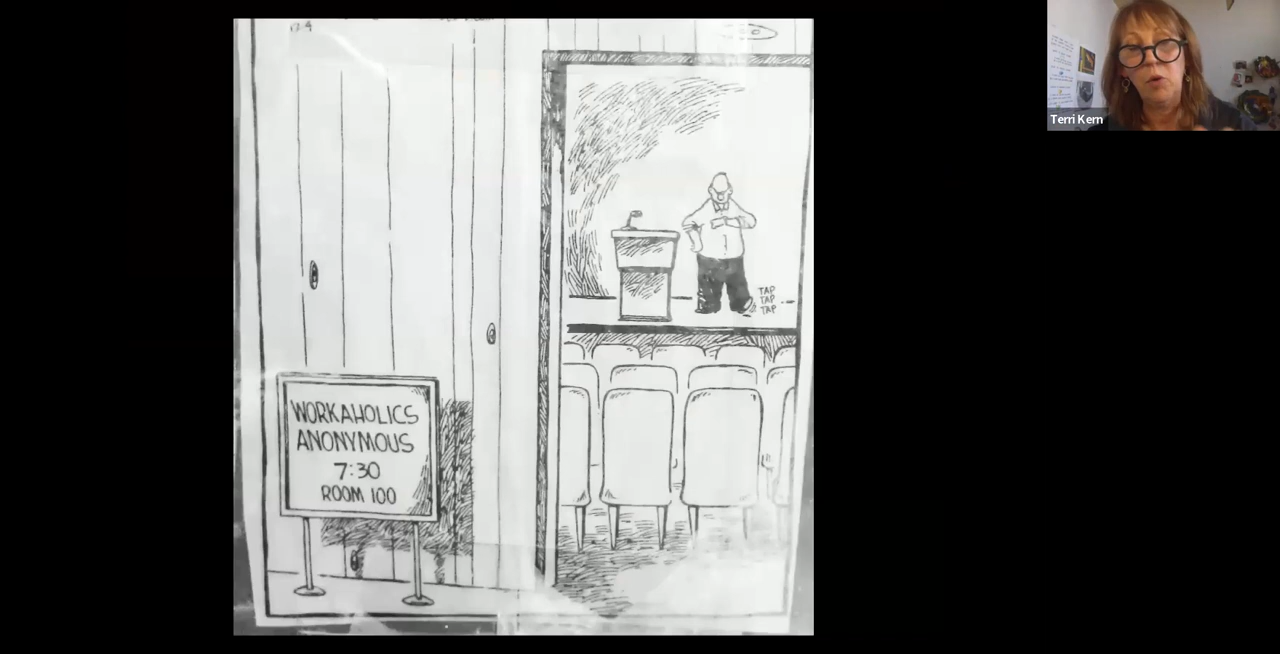 Terri Kern
TAP
TAP
TAP
WORKAHOLICS
ANONYMOUS
7:30
ROOM 100